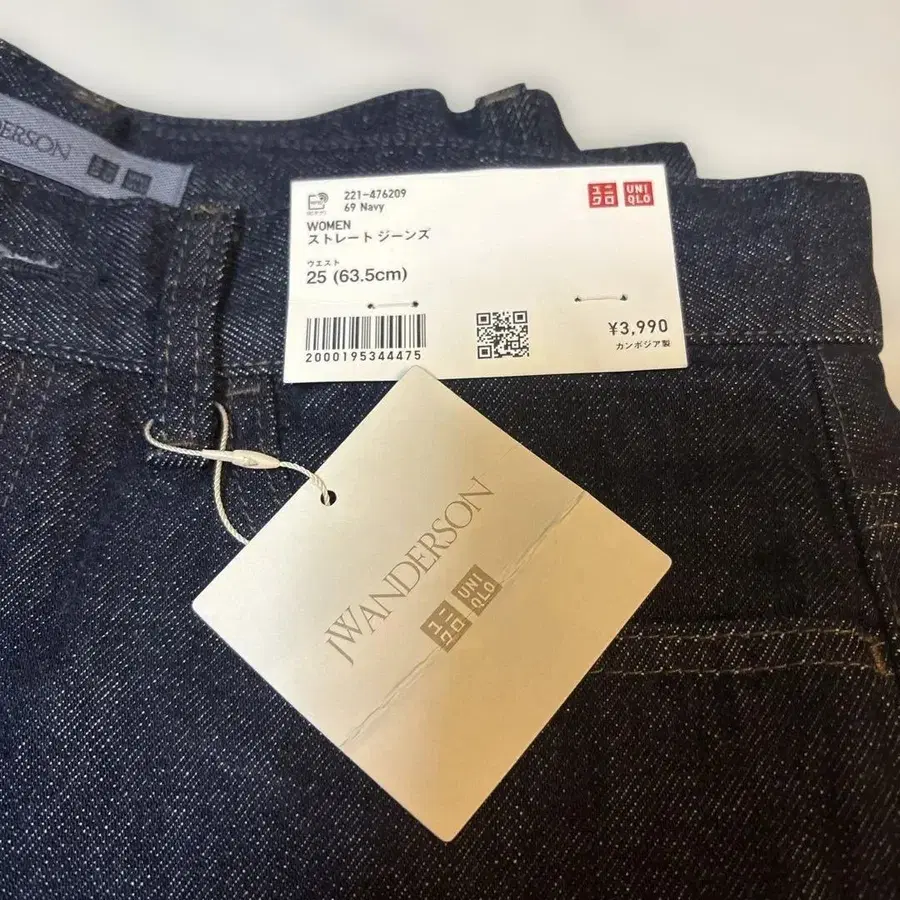 DERSON
221-476209
69 Navy
WOMEN
ストレート ジーンズ
ウエスト
25 (63.5cm)
2000195344475
ユニ
クロ
UNI
QLO
¥3,990
カンボジア製
JWANDERSON
ユニ
クロ
UNI
QLO